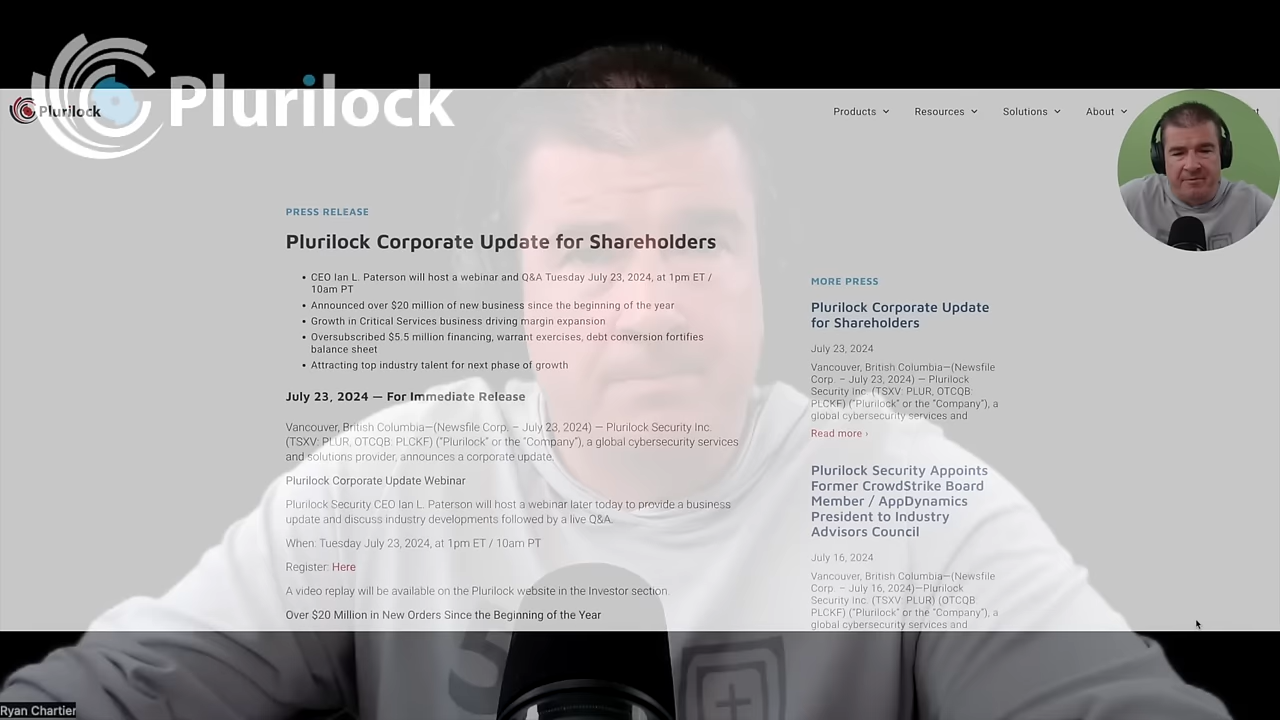 Plurilock
Plurilock
Products
Resources
Solutions
About
PRESS RELEASE
Plurilock Corporate Update for Shareholders
• CEO Ian L. Paterson will host a webinar and Q&A Tuesday July 23, 2024, at 1pm ET /
10am PT
• Announced over $20 million of new business since the beginning of the year
• Growth in Critical Services business driving margin expansion
• Oversubscribed $5.5 million financing, warrant exercises, debt conversion fortifies
balance sheet
• Attracting top industry talent for next phase of growth
July 23, 2024 — For Immediate Release
Vancouver, British Columbia—(Newsfile Corp. – July 23, 2024) — Plurilock Security Inc.
(TSXV: PLUR, OTCQB: PLCKF) ("Plurilock" or the "Company"), a global cybersecurity services
and solutions provider, announces a corporate update.
Plurilock Corporate Update Webinar
Plurilock Security CEO Ian L. Paterson will host a webinar later today to provide a business
update and discuss industry developments followed by a live Q&A.
When: Tuesday July 23, 2024, at 1pm ET / 10am PT
Register: Here
A video replay will be available on the Plurilock website in the Investor section.
Over $20 Million in New Orders Since the Beginning of the Year
MORE PRESS
Plurilock Corporate Update
for Shareholders
July 23, 2024
Vancouver, British Columbia—(Newsfile
Corp. – July 23, 2024) — Plurilock
Security Inc. (TSXV: PLUR, OTCQB:
PLCKF) ("Plurilock" or the "Company"), a
global cybersecurity services and
Read more ›
Plurilock Security Appoints
Former CrowdStrike Board
Member / AppDynamics
President to Industry
Advisors Council
July 16, 2024
Vancouver, British Columbia—(Newsfile
Corp. – July 16, 2024)—Plurilock
Security Inc. (TSXV: PLUR) (OTCQB:
PLCKF) ("Plurilock" or the "Company"), a
global cybersecurity services and
Ryan Chartier